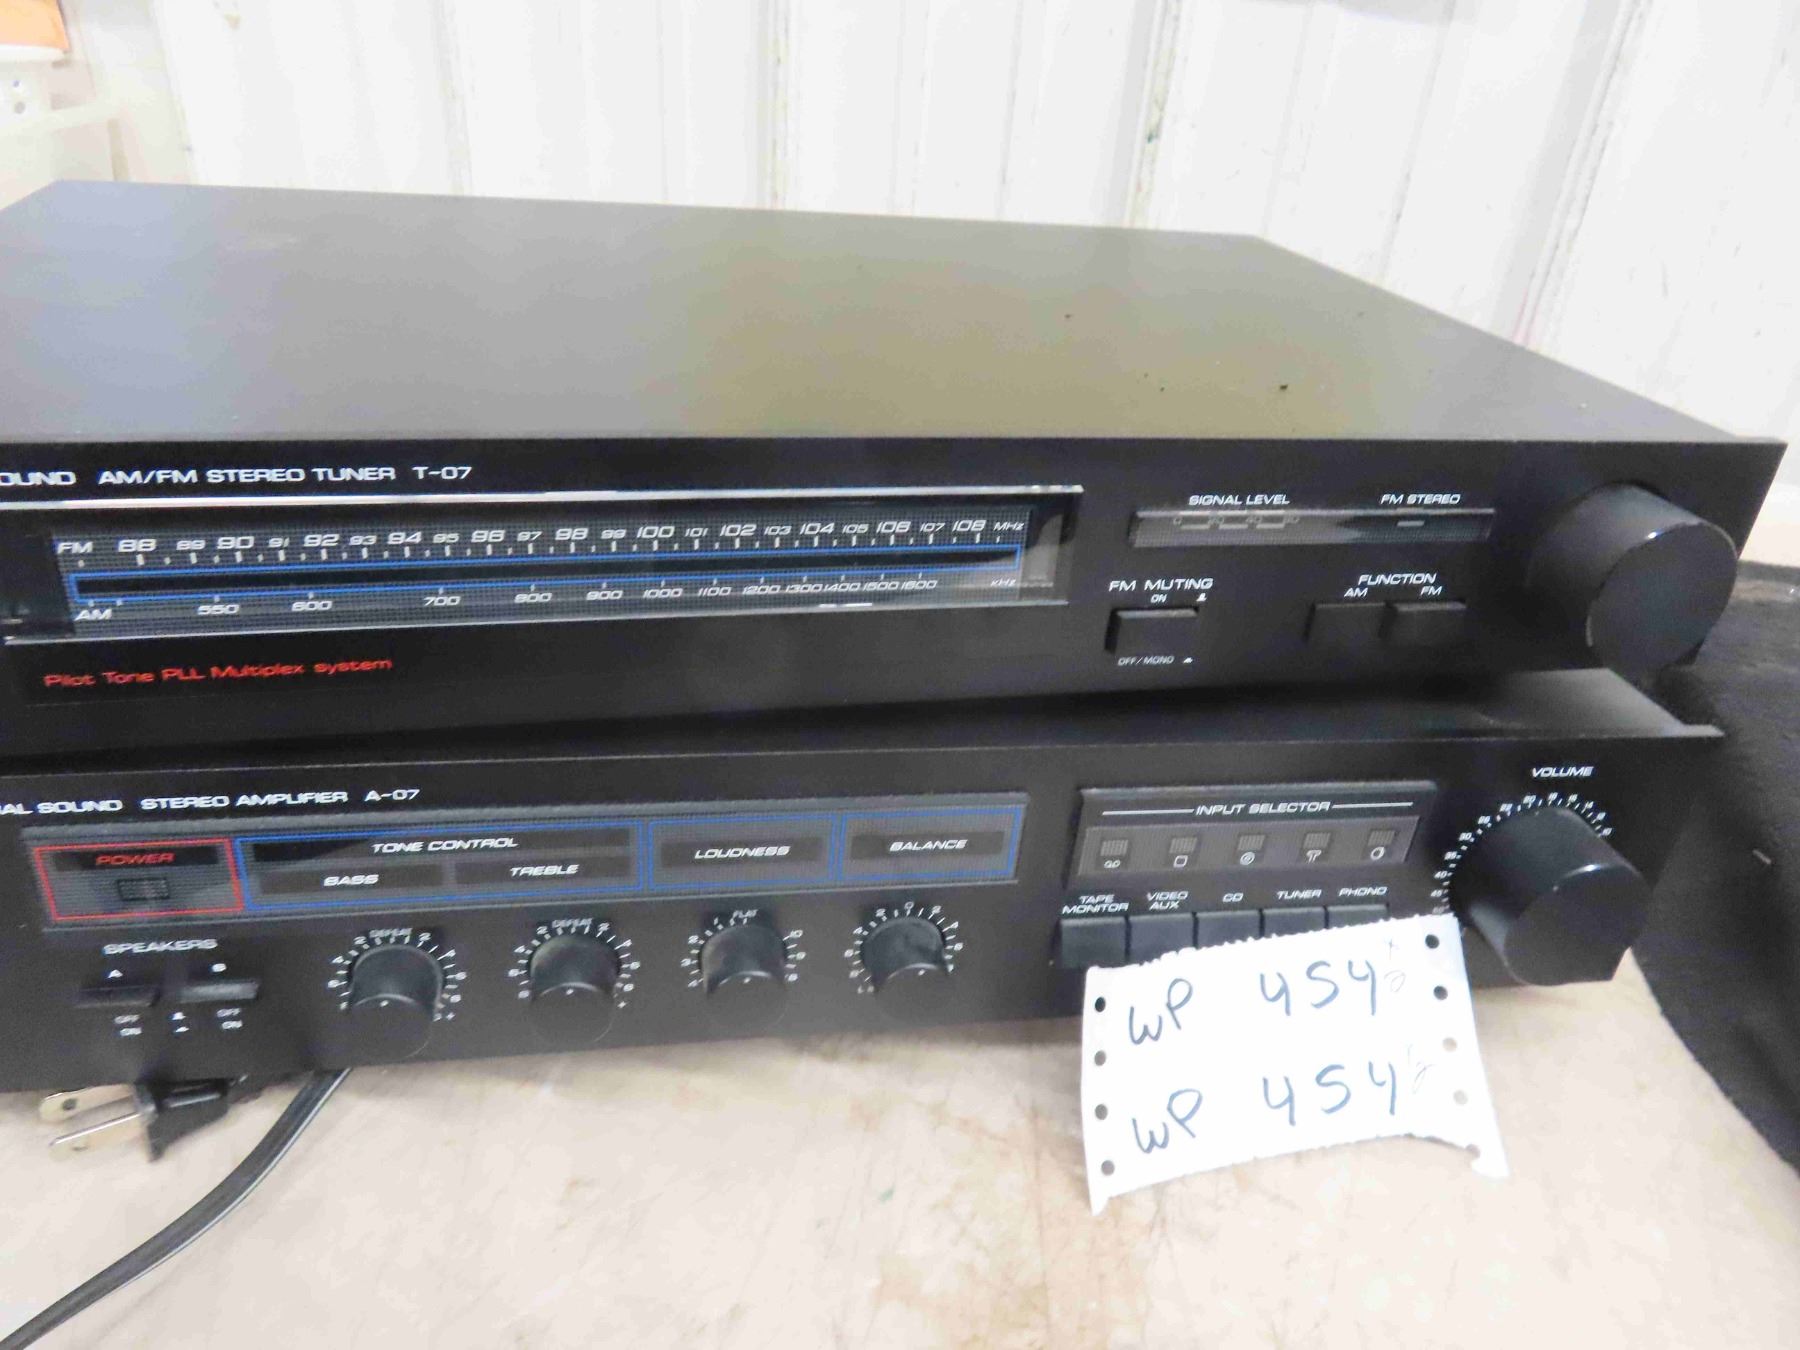 OUND AM/FM STEREO TUNER T-07
FM 88 89 90 91 92 93 94 95 96 97 98 99 100 101 102 103 104 105 106 107 108 MHz
AM 550 600 700 800 900 1000 1100 1200 1300 1400 1500 1600 kHz
Pilot Tone PLL Multiplex system
SIGNAL LEVEL FM STEREO
FM MUTING
ON
OFF/MONO
FUNCTION
AM FM
AL SOUND STEREO AMPLIFIER A-07
POWER
TONE CONTROL
BASS TREBLE
LOUDNESS
BALANCE
SPEAKERS
A B
OFF OFF
ON ON
DEFEAT
DEFEAT
FLAT
INPUT SELECTOR
TAPE MONITOR
VIDEO AUX
CD
TUNER
PHONO
VOLUME
WP 454
WP 454